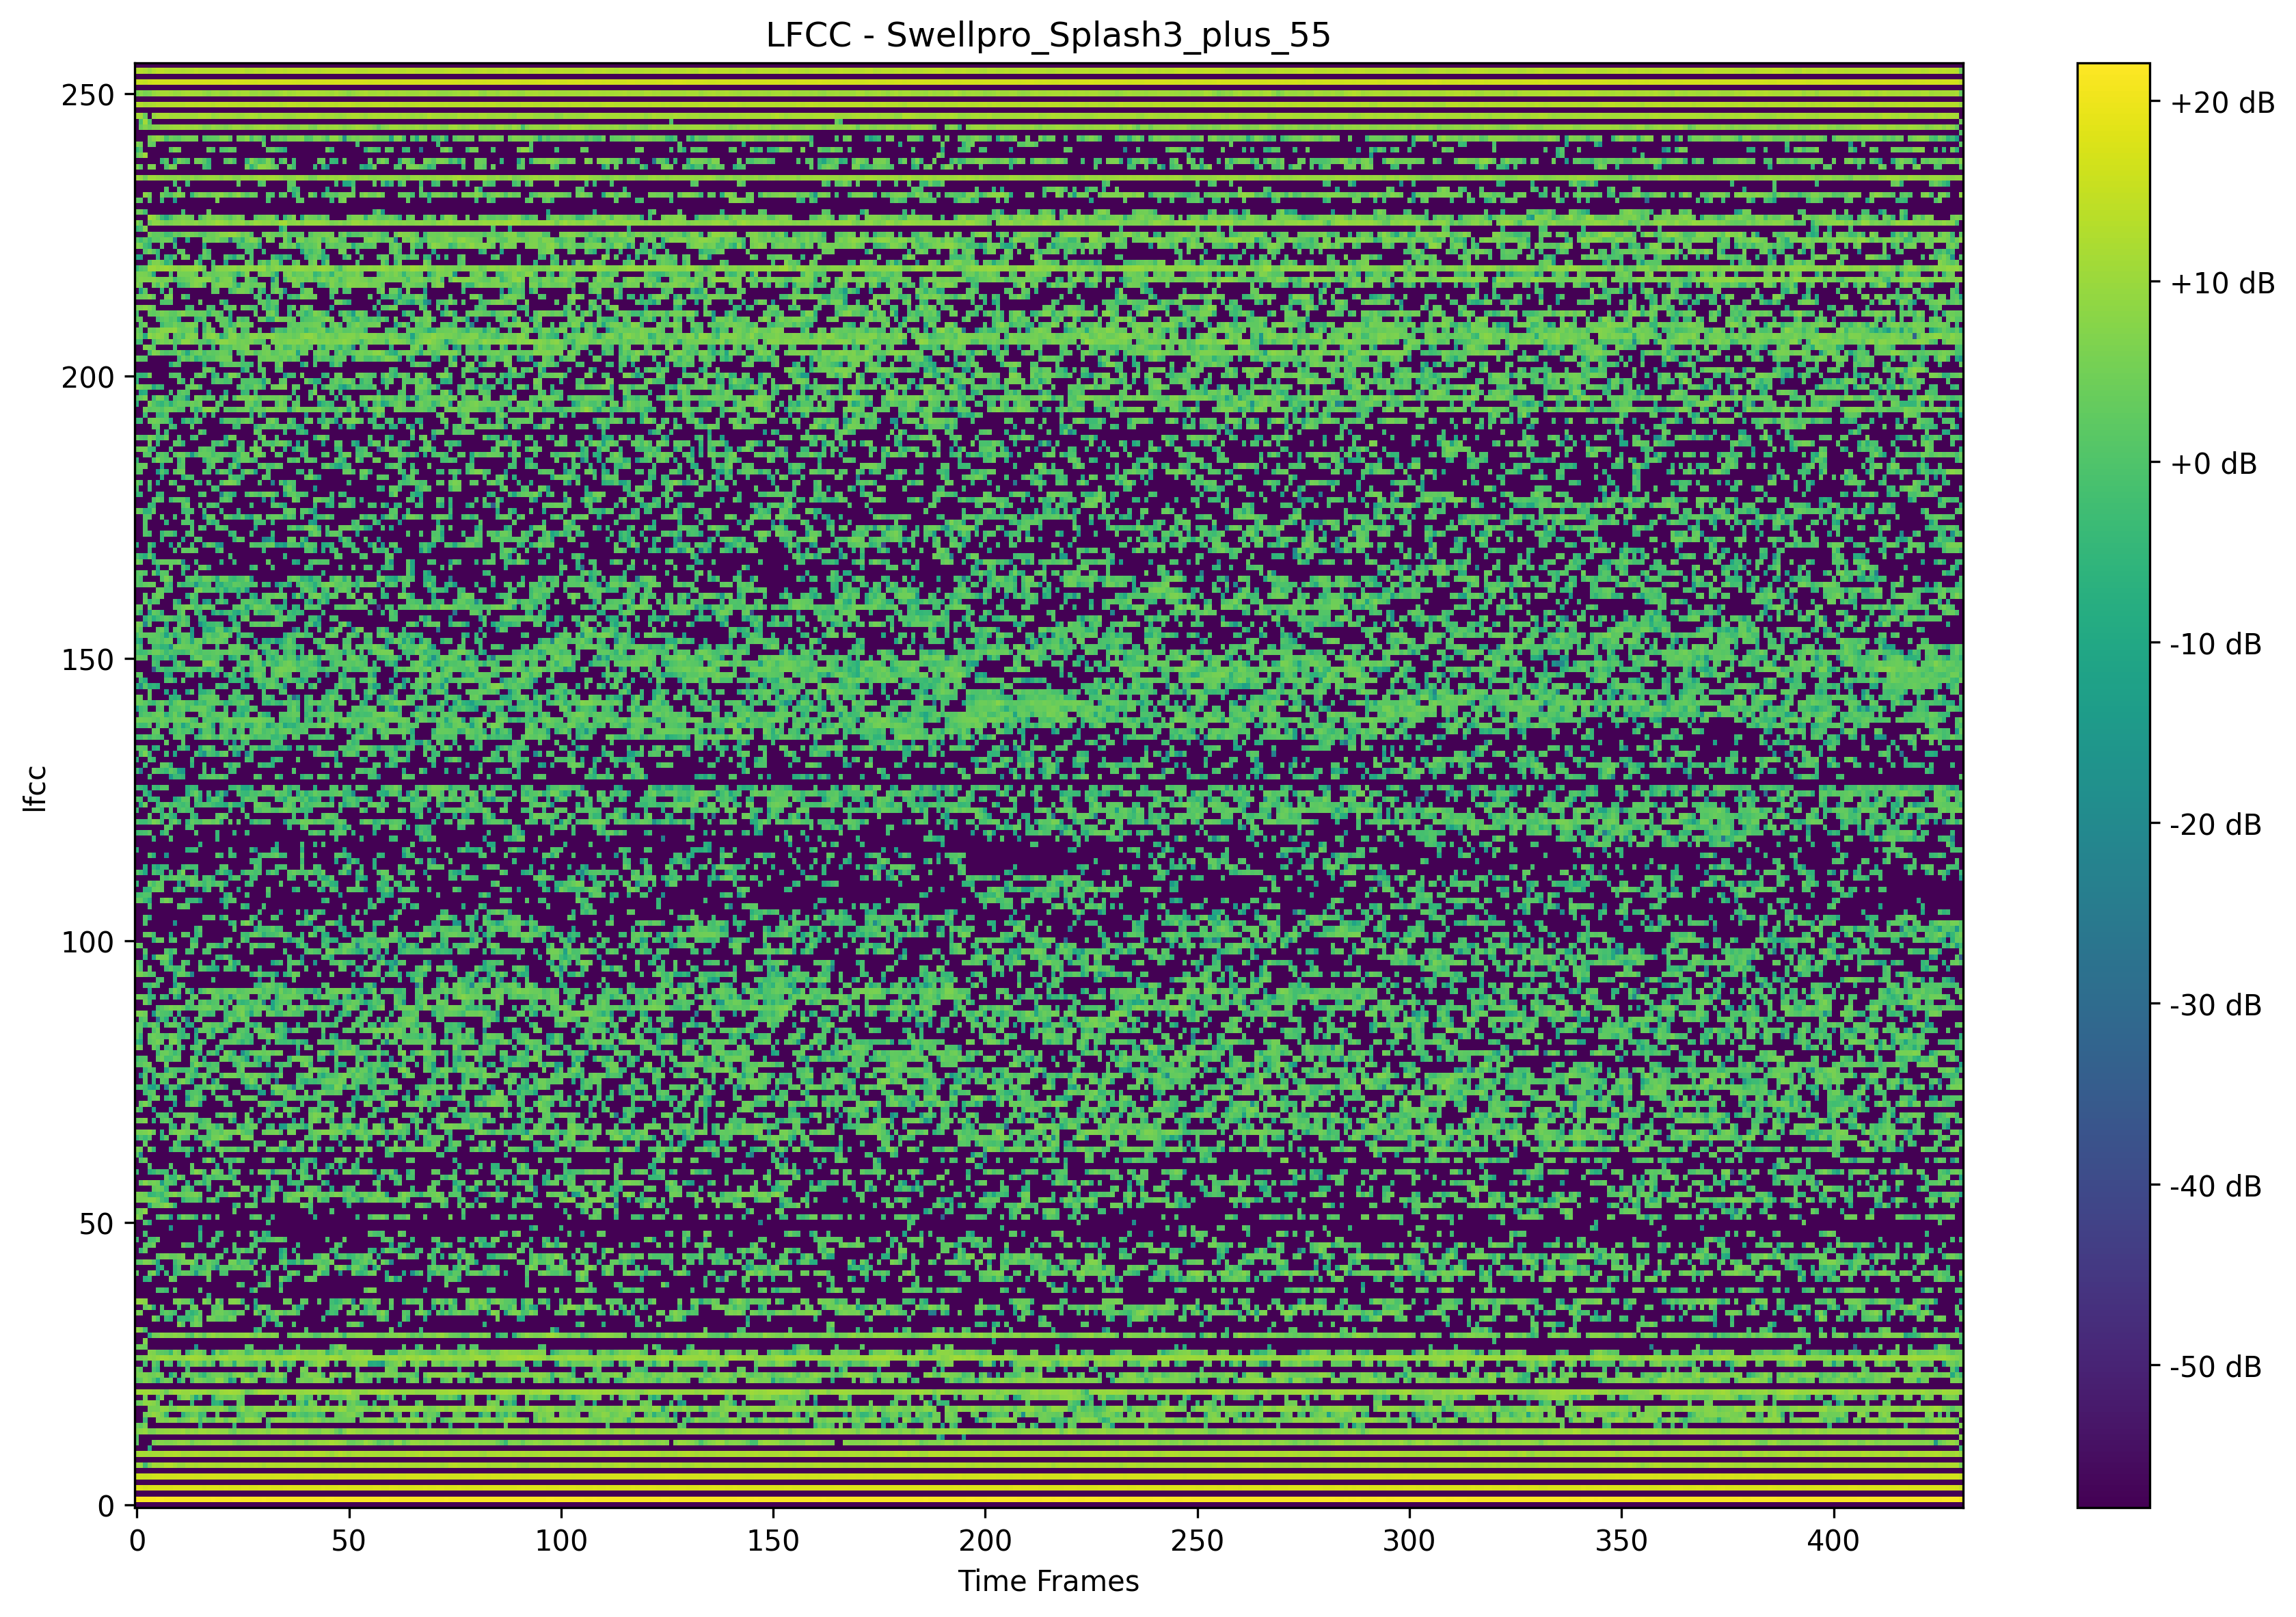 LFCC - Swellpro_Splash3_plus_55
250
200
150
100
50
0
lfcc
0 50 100 150 200 250 300 350 400
Time Frames
+20 dB
+10 dB
+0 dB
-10 dB
-20 dB
-30 dB
-40 dB
-50 dB